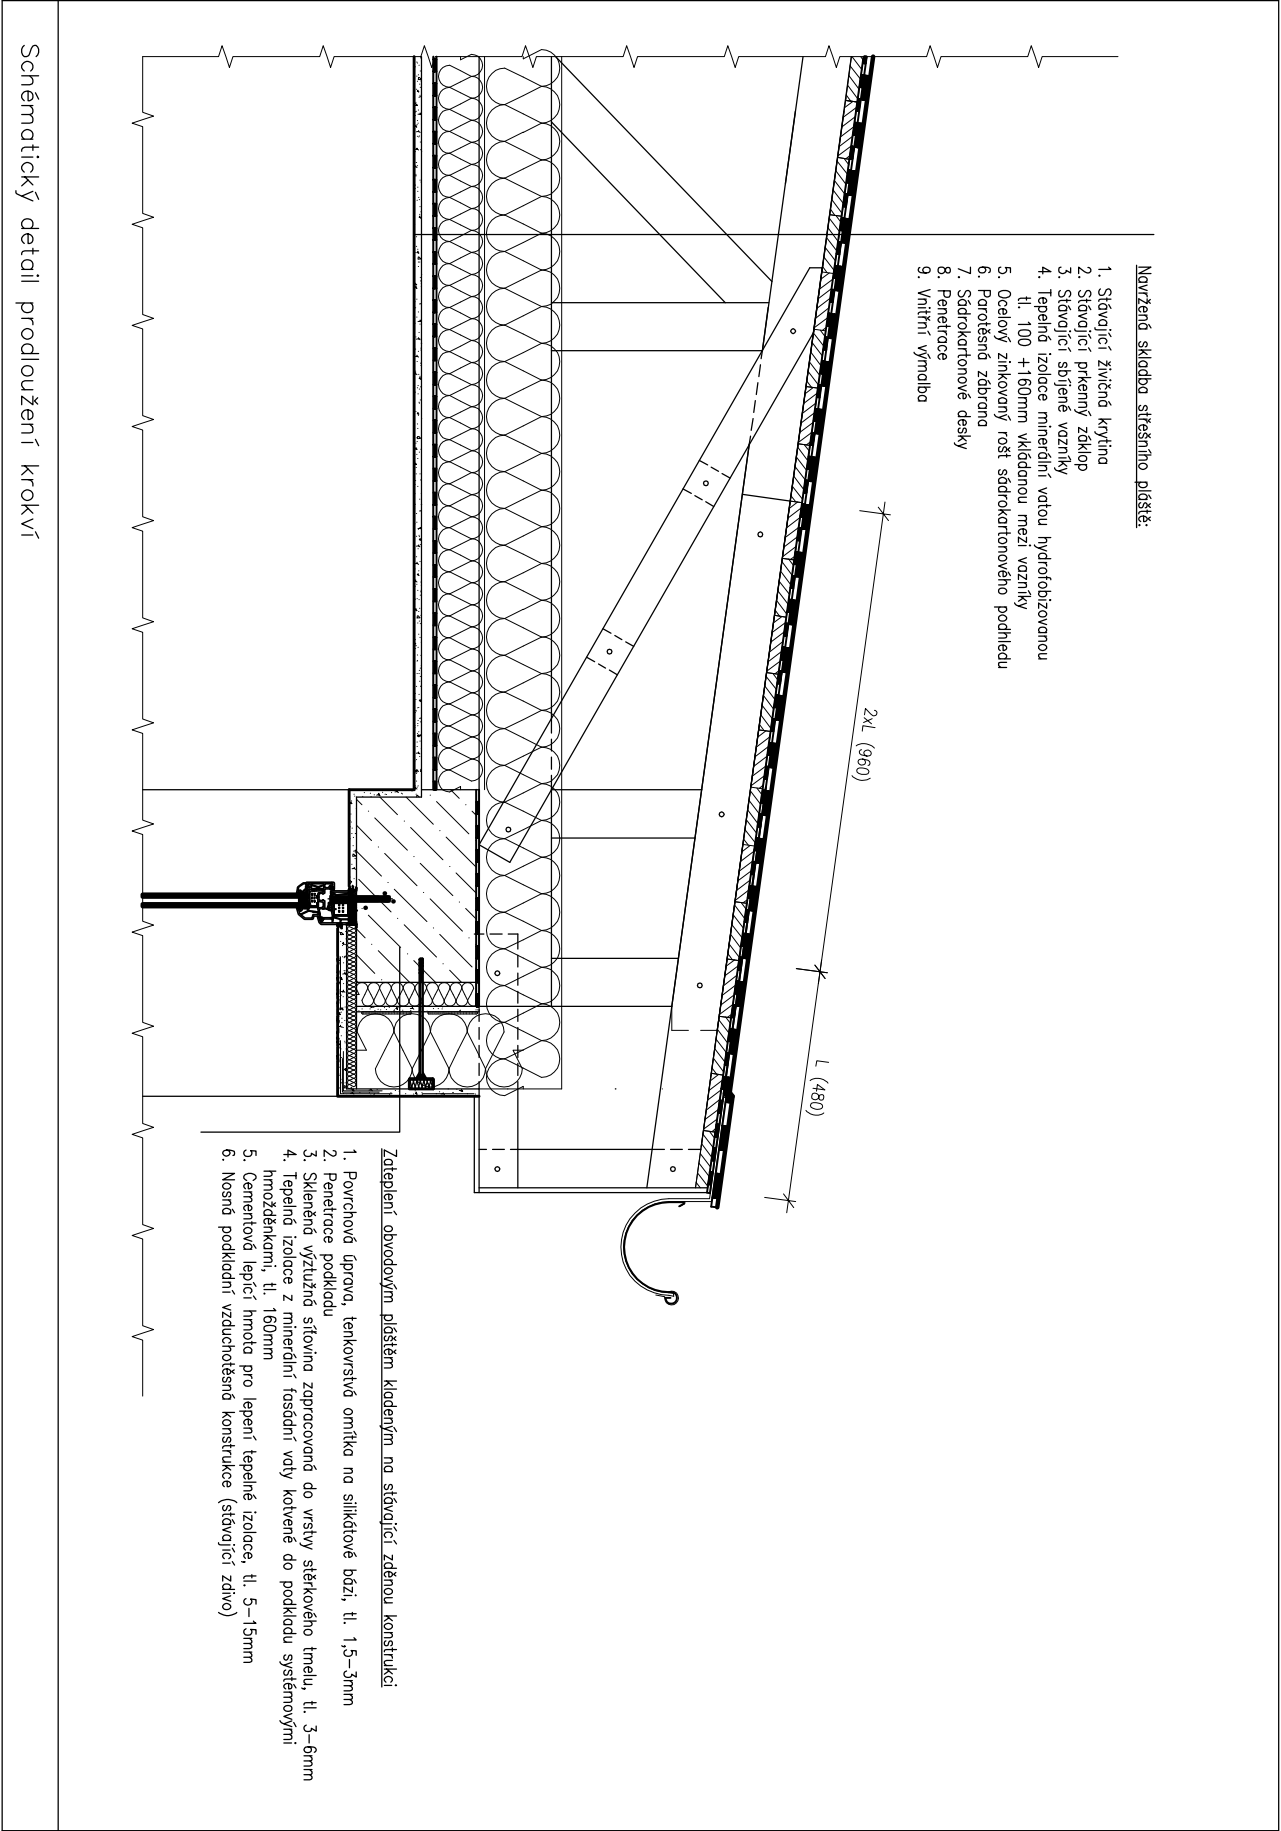 Navržená skladba střešního pláště:
1. Stávající živičná krytina
2. Stávající prkenný záklop
3. Stávající sbíjené vazníky
4. Tepelná izolace minerální vatou hydrofobizovanou
tl. 100 +160mm vkládanou mezi vazníky
5. Ocelový zinkovaný rošt sádrokartonového podhledu
6. Parotěsná zábrana
7. Sádrokartonové desky
8. Penetrace
9. Vnitřní výmalba
2xL (960)
L (480)
Zateplení obvodovým pláštěm kladeným na stávající zděnou konstrukci
1. Povrchová úprava, tenkovrstvá omítka na silikátové bázi, tl. 1,5–3mm
2. Penetrace podkladu
3. Skleněná výztužná síťovina zapracovaná do vrstvy stěrkového tmelu, tl. 3–6mm
4. Tepelná izolace z minerální fasádní vaty kotvené do podkladu systémovými
hmožděnkami, tl. 160mm
5. Cementová lepící hmota pro lepení tepelné izolace, tl. 5–15mm
6. Nosná podkladní vzduchotěsná konstrukce (stávající zdivo)
Schématický detail prodloužení krokví